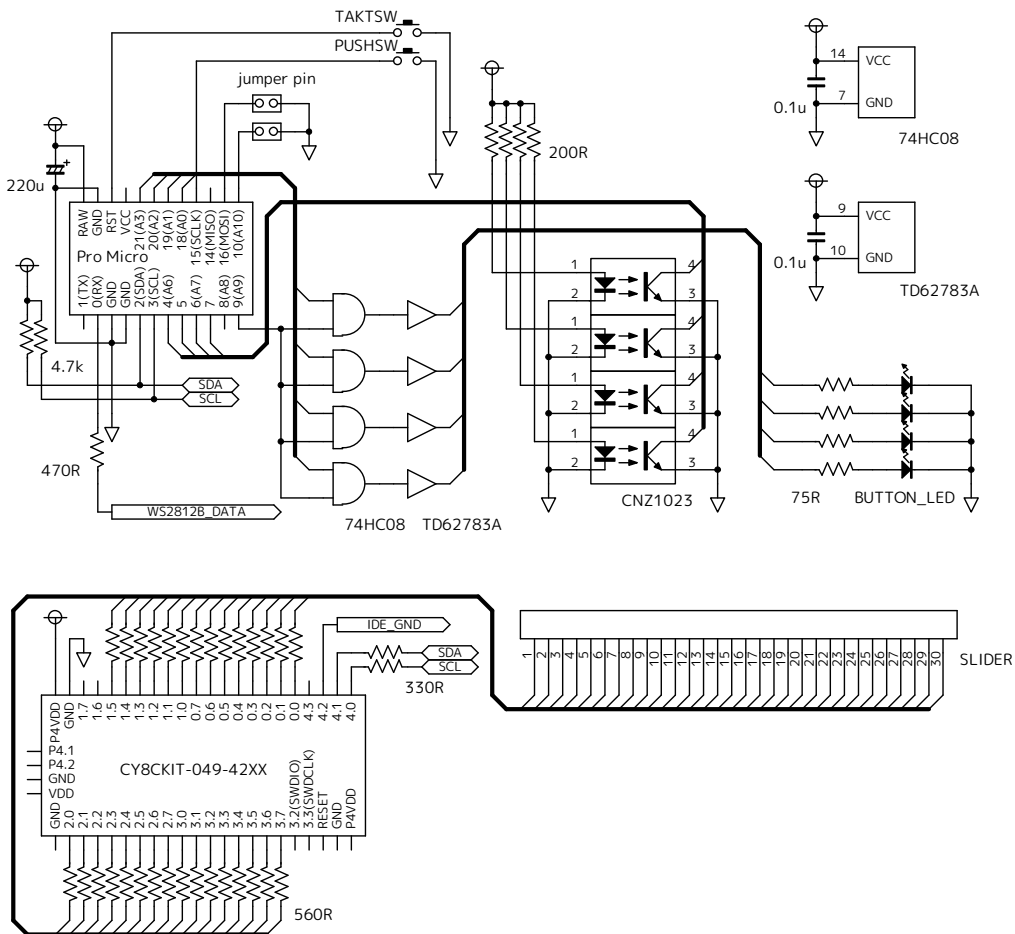 TAKTSW
PUSHSW
jumper pin
220u
200R
14
VCC
7
GND
0.1u
74HC08
9
VCC
10
GND
0.1u
TD62783A
RAW
GND
RST
VCC
21(A3)
20(A2)
19(A1)
18(A0)
15(SCLK)
14(MISO)
16(MOSI)
10(A10)
Pro Micro
1(TX)
0(RX)
GND
GND
2(SDA)
3(SCL)
4(A6)
5
6(A7)
7
8(A8)
9(A9)
4.7k
SDA
SCL
470R
WS2812B_DATA
74HC08
TD62783A
1
2
4
3
1
2
4
3
1
2
4
3
1
2
4
3
CNZ1023
75R
BUTTON_LED
IDE_GND
SDA
SCL
330R
P4VDD
GND
1.7
1.6
1.5
1.4
1.3
1.2
1.1
1.0
0.7
0.6
0.5
0.4
0.3
0.2
0.1
0.0
4.3
4.2
4.1
4.0
P4.1
P4.2
GND
VDD
CY8CKIT-049-42XX
GND
2.0
2.1
2.2
2.3
2.4
2.5
2.6
2.7
3.0
3.1
3.2
3.3
3.4
3.5
3.6
3.7
3.2(SWDIO)
3.3(SWDCLK)
RESET
GND
P4VDD
560R
1
2
3
4
5
6
7
8
9
10
11
12
13
14
15
16
17
18
19
20
21
22
23
24
25
26
27
28
29
30
SLIDER